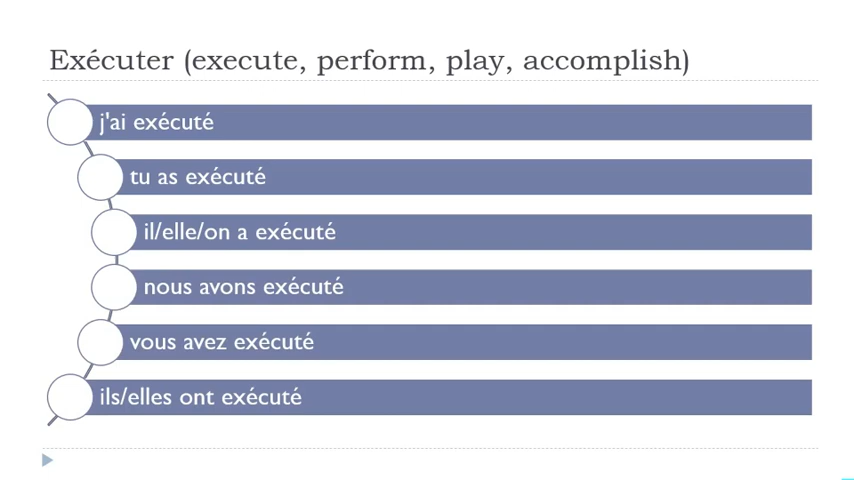 Exécuter (execute, perform, play, accomplish)
j'ai exécuté
tu as exécuté
il/elle/on a exécuté
nous avons exécuté
vous avez exécuté
ils/elles ont exécuté